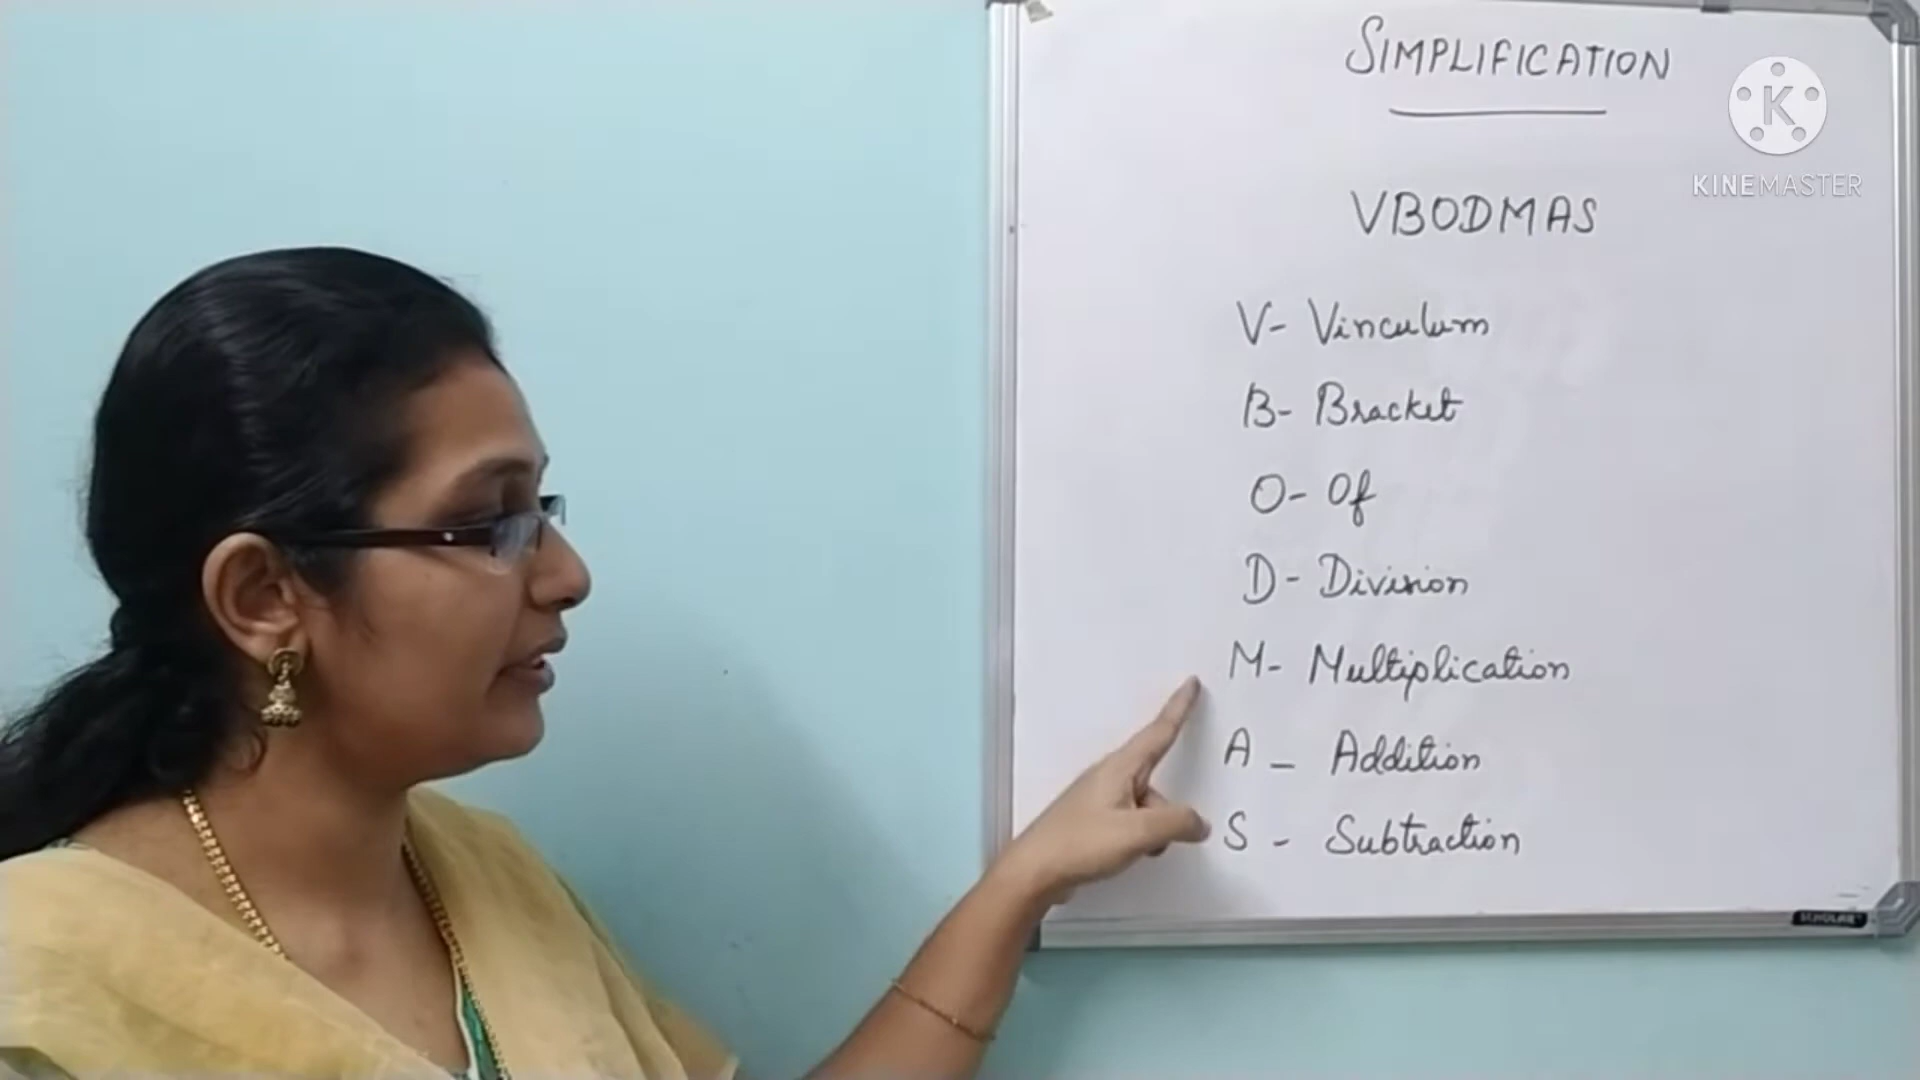 SIMPLIFICATION
K
KINEMASTER
VBODMAS
V- Vinculum
B- Bracket
O- Of
D- Division
M- Multiplication
A - Addition
S - Subtraction